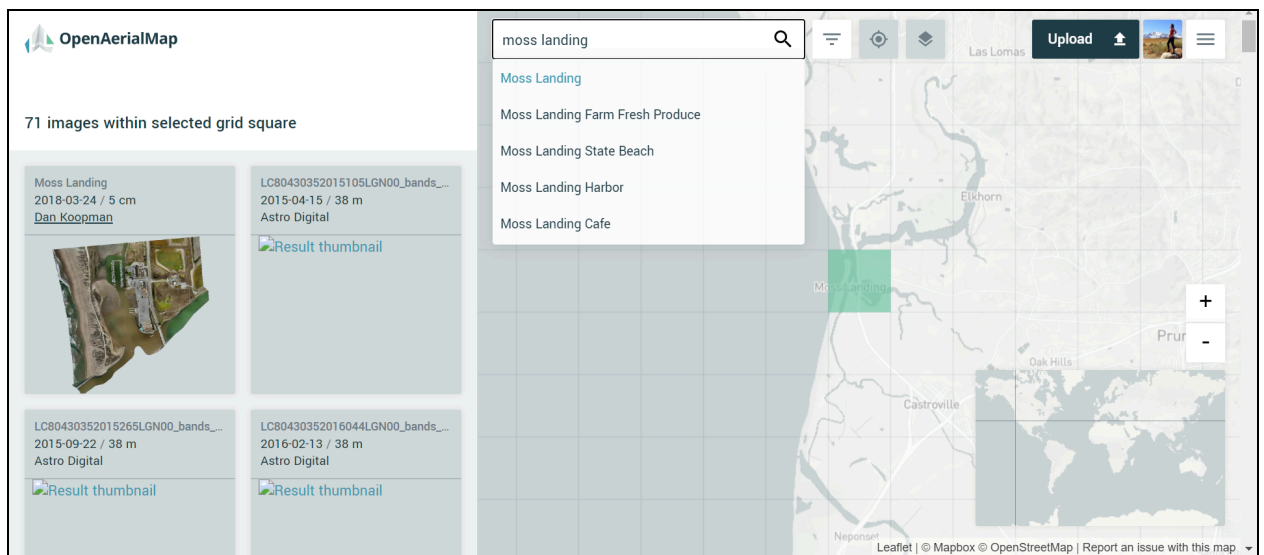 OpenAerialMap
moss landing
Upload
Moss Landing
Moss Landing Farm Fresh Produce
Moss Landing State Beach
Moss Landing Harbor
Moss Landing Cafe
71 images within selected grid square
Moss Landing
2018-03-24 / 5 cm
Dan Koopman
LC80430352015105LGN00_bands_...
2015-04-15 / 38 m
Astro Digital
Result thumbnail
LC80430352015265LGN00_bands_...
2015-09-22 / 38 m
Astro Digital
Result thumbnail
LC80430352016044LGN00_bands_...
2016-02-13 / 38 m
Astro Digital
Result thumbnail
Las Lomas
Elkhorn
Moss Landing
Prun
Oak Hills
Castroville
Neponset
+
-
Leaflet | © Mapbox © OpenStreetMap | Report an issue with this map